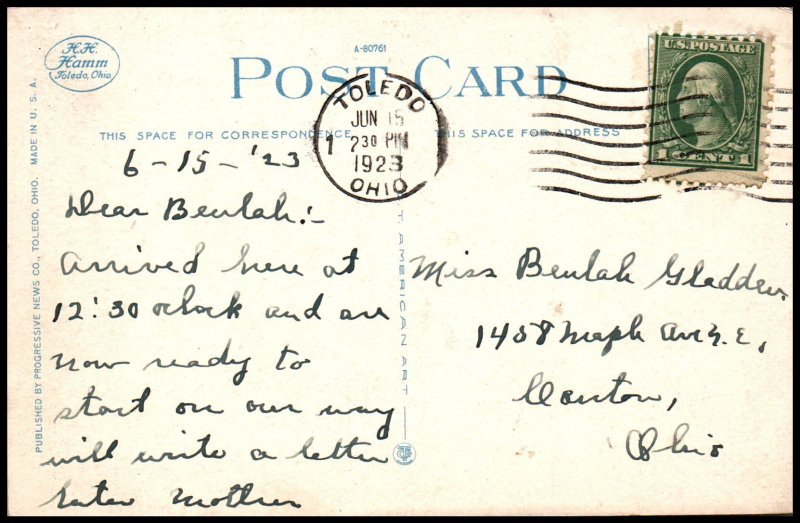 H.H.
Hamm
Toledo, Ohio.
A-80761
POST CARD
THIS SPACE FOR CORRESPONDENCE
THIS SPACE FOR ADDRESS
TOLEDO
JUN 15
1 230 PM
1923
OHIO
U.S. POSTAGE
1 CENT 1
6-15-'23
Dear Beulah:-
Arrived here at
12:30 o'clock and are
now ready to
start on our way
will write a letter
later Mother
Miss Beulah Gladden
1458 Maple Ave N.E,
Canton,
Ohio
"AMERICAN ART"
PUBLISHED BY PROGRESSIVE NEWS CO., TOLEDO, OHIO. MADE IN U. S. A.